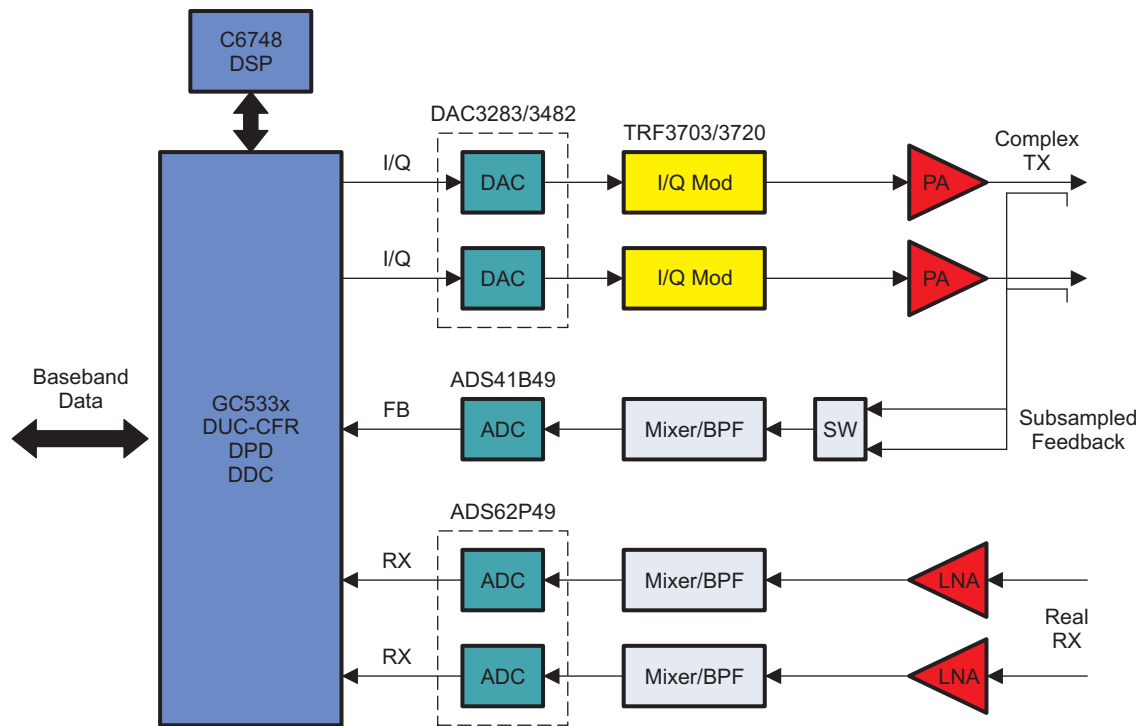 C6748
DSP
DAC3283/3482
TRF3703/3720
Complex
TX
I/Q
DAC
I/Q Mod
PA
I/Q
DAC
I/Q Mod
PA
Baseband
Data
GC533x
DUC-CFR
DPD
DDC
ADS41B49
FB
ADC
Mixer/BPF
SW
Subsampled
Feedback
ADS62P49
RX
ADC
Mixer/BPF
LNA
Real
RX
RX
ADC
Mixer/BPF
LNA